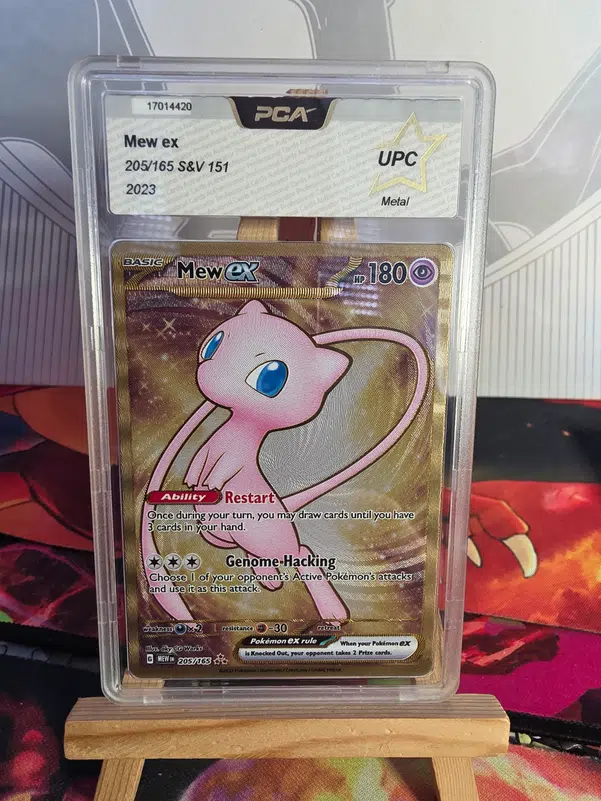 17014420
PCA
Mew ex
205/165 S&V 151
2023
UPC
Metal
BASIC
Mew ex
HP 180
Ability Restart
Once during your turn, you may draw cards until you have
3 cards in your hand.
Genome Hacking
Choose 1 of your opponent's Active Pokémon's attacks
and use it as this attack.
weakness ×2 resistance -30 retreat
Pokémon ex rule
When your Pokémon ex
is Knocked Out, your opponent takes 2 Prize cards.
G MEW EN 205/165